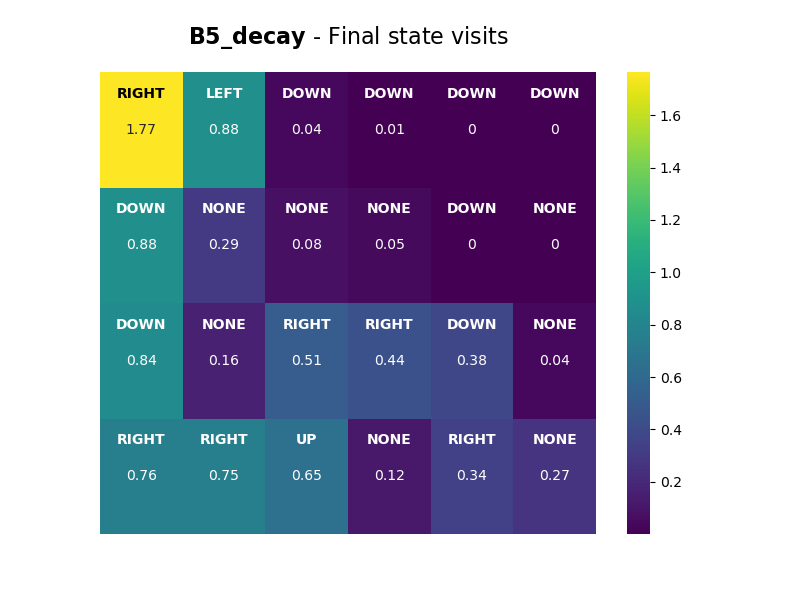 B5_decay - Final state visits
RIGHT LEFT DOWN DOWN DOWN DOWN
1.77 0.88 0.04 0.01 0 0
DOWN NONE NONE NONE DOWN NONE
0.88 0.29 0.08 0.05 0 0
DOWN NONE RIGHT RIGHT DOWN NONE
0.84 0.16 0.51 0.44 0.38 0.04
RIGHT RIGHT UP NONE RIGHT NONE
0.76 0.75 0.65 0.12 0.34 0.27
1.6
1.4
1.2
1.0
0.8
0.6
0.4
0.2